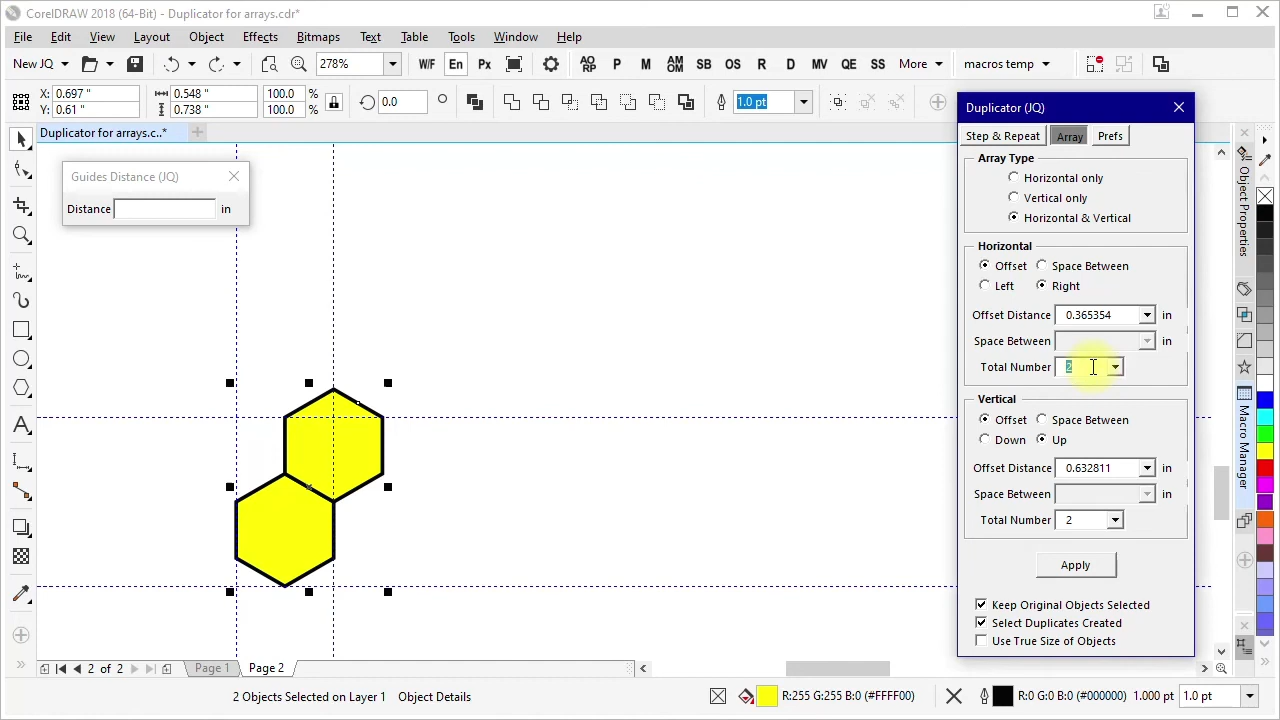 CorelDRAW 2018 (64-Bit) - Duplicator for arrays.cdr*
File Edit View Layout Object Effects Bitmaps Text Table Tools Window Help
New JQ 278% W/F En Px AO RP P M AM OM SB OS R D MV QE SS More macros temp
X: 0.697 " 0.548 " 100.0 % 0.0 1.0 pt
Y: 0.61 " 0.738 " 100.0 %
Duplicator for arrays.c..*
Guides Distance (JQ)
Distance in
Duplicator (JQ)
Step & Repeat Array Prefs
Array Type
Horizontal only
Vertical only
Horizontal & Vertical
Horizontal
Offset Space Between
Left Right
Offset Distance 0.365354 in
Space Between in
Total Number 2
Vertical
Offset Space Between
Down Up
Offset Distance 0.632811 in
Space Between in
Total Number 2
Apply
Keep Original Objects Selected
Select Duplicates Created
Use True Size of Objects
Object Properties
Macro Manager
2 of 2 Page 1 Page 2
2 Objects Selected on Layer 1 Object Details R:255 G:255 B:0 (#FFFF00) R:0 G:0 B:0 (#000000) 1.000 pt 1.0 pt